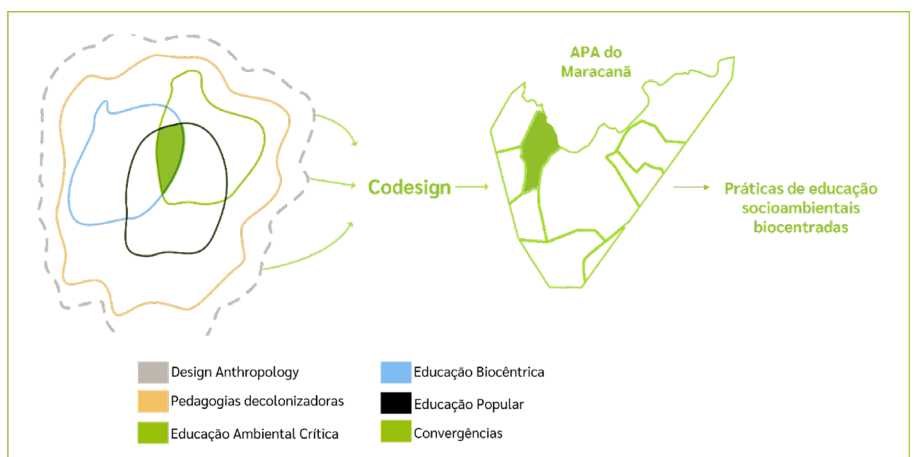 APA do
Maracanã
Codesign
Práticas de educação
socioambientais
biocentradas
Design Anthropology
Pedagogias decolonizadoras
Educação Ambiental Crítica
Educação Biocêntrica
Educação Popular
Convergências